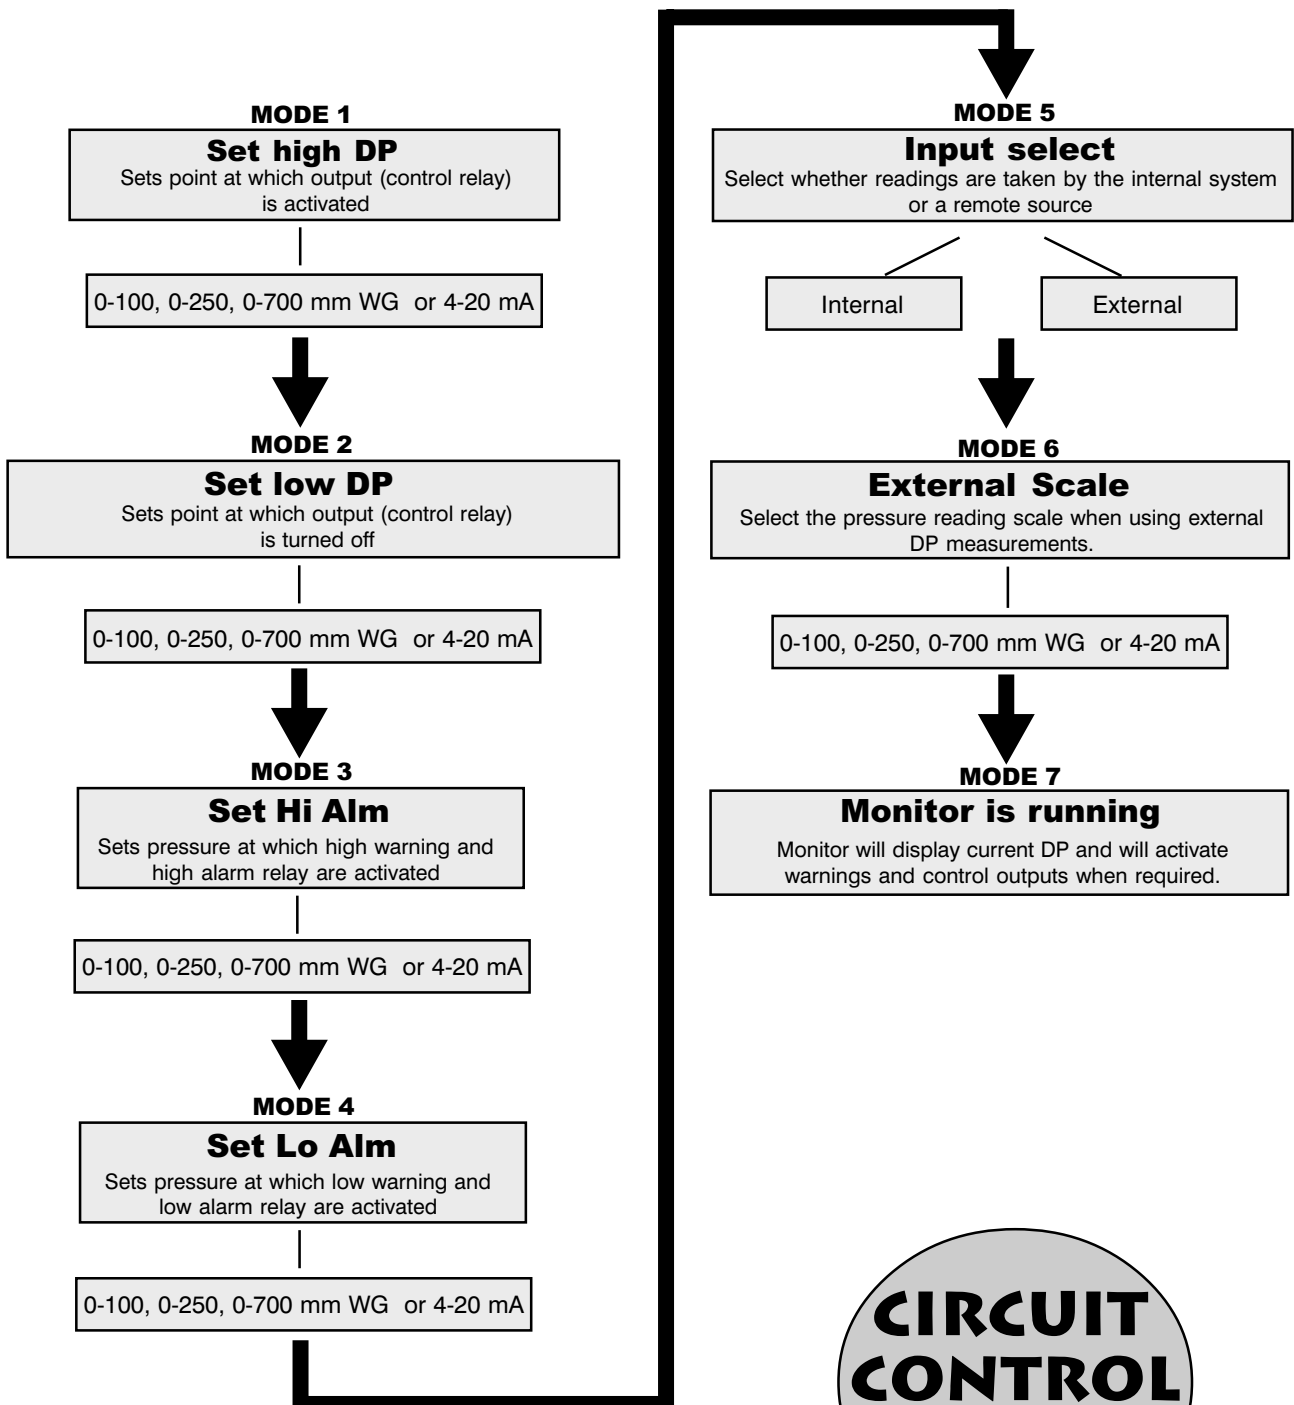 MODE 1
Set high DP
Sets point at which output (control relay)
is activated
0-100, 0-250, 0-700 mm WG or 4-20 mA
MODE 2
Set low DP
Sets point at which output (control relay)
is turned off
0-100, 0-250, 0-700 mm WG or 4-20 mA
MODE 3
Set Hi Alm
Sets pressure at which high warning and
high alarm relay are activated
0-100, 0-250, 0-700 mm WG or 4-20 mA
MODE 4
Set Lo Alm
Sets pressure at which low warning and
low alarm relay are activated
0-100, 0-250, 0-700 mm WG or 4-20 mA
MODE 5
Input select
Select whether readings are taken by the internal system
or a remote source
Internal
External
MODE 6
External Scale
Select the pressure reading scale when using external
DP measurements.
0-100, 0-250, 0-700 mm WG or 4-20 mA
MODE 7
Monitor is running
Monitor will display current DP and will activate
warnings and control outputs when required.
CIRCUIT
CONTROL